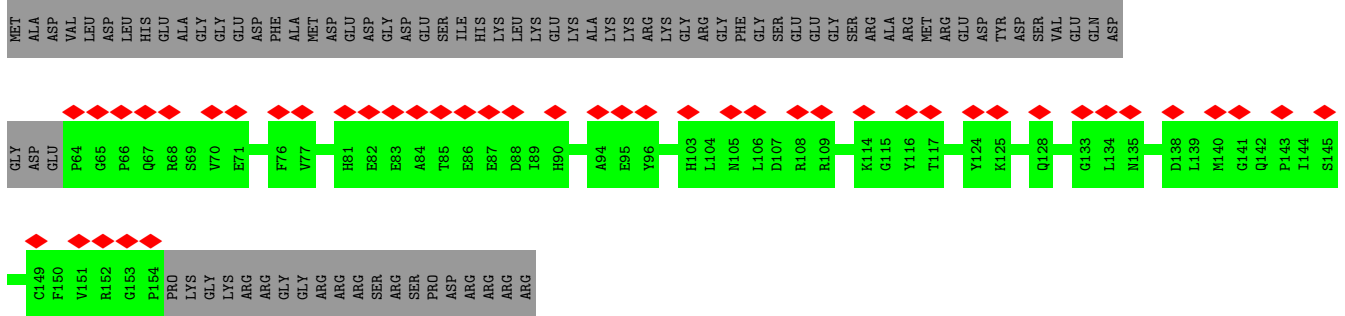 MET ALA ASP VAL LEU ASP LEU HIS GLU ALA GLY GLY GLU ASP PHE ALA MET ASP GLU ASP GLY ASP GLU SER ILE HIS LYS LEU LYS GLU LYS ALA LYS LYS ARG LYS GLY ARG GLY PHE GLY SER GLU GLU GLY SER ARG ALA ARG MET ARG GLU ASP TYR ASP SER VAL GLU GLN ASP
GLY ASP GLU P64 G65 P66 Q67 R68 S69 V70 E71 F76 V77 H81 E82 E83 A84 T85 E86 E87 D88 I89 H90 A94 E95 Y96 H103 L104 N105 L106 D107 R108 R109 K114 G115 Y116 T117 Y124 K125 Q128 G133 L134 N135 D138 L139 M140 G141 Q142 P143 I144 S145
C149 F150 V151 R152 G153 P154 PRO LYS GLY LYS ARG ARG GLY GLY ARG ARG ARG SER ARG SER PRO ASP ARG ARG ARG ARG